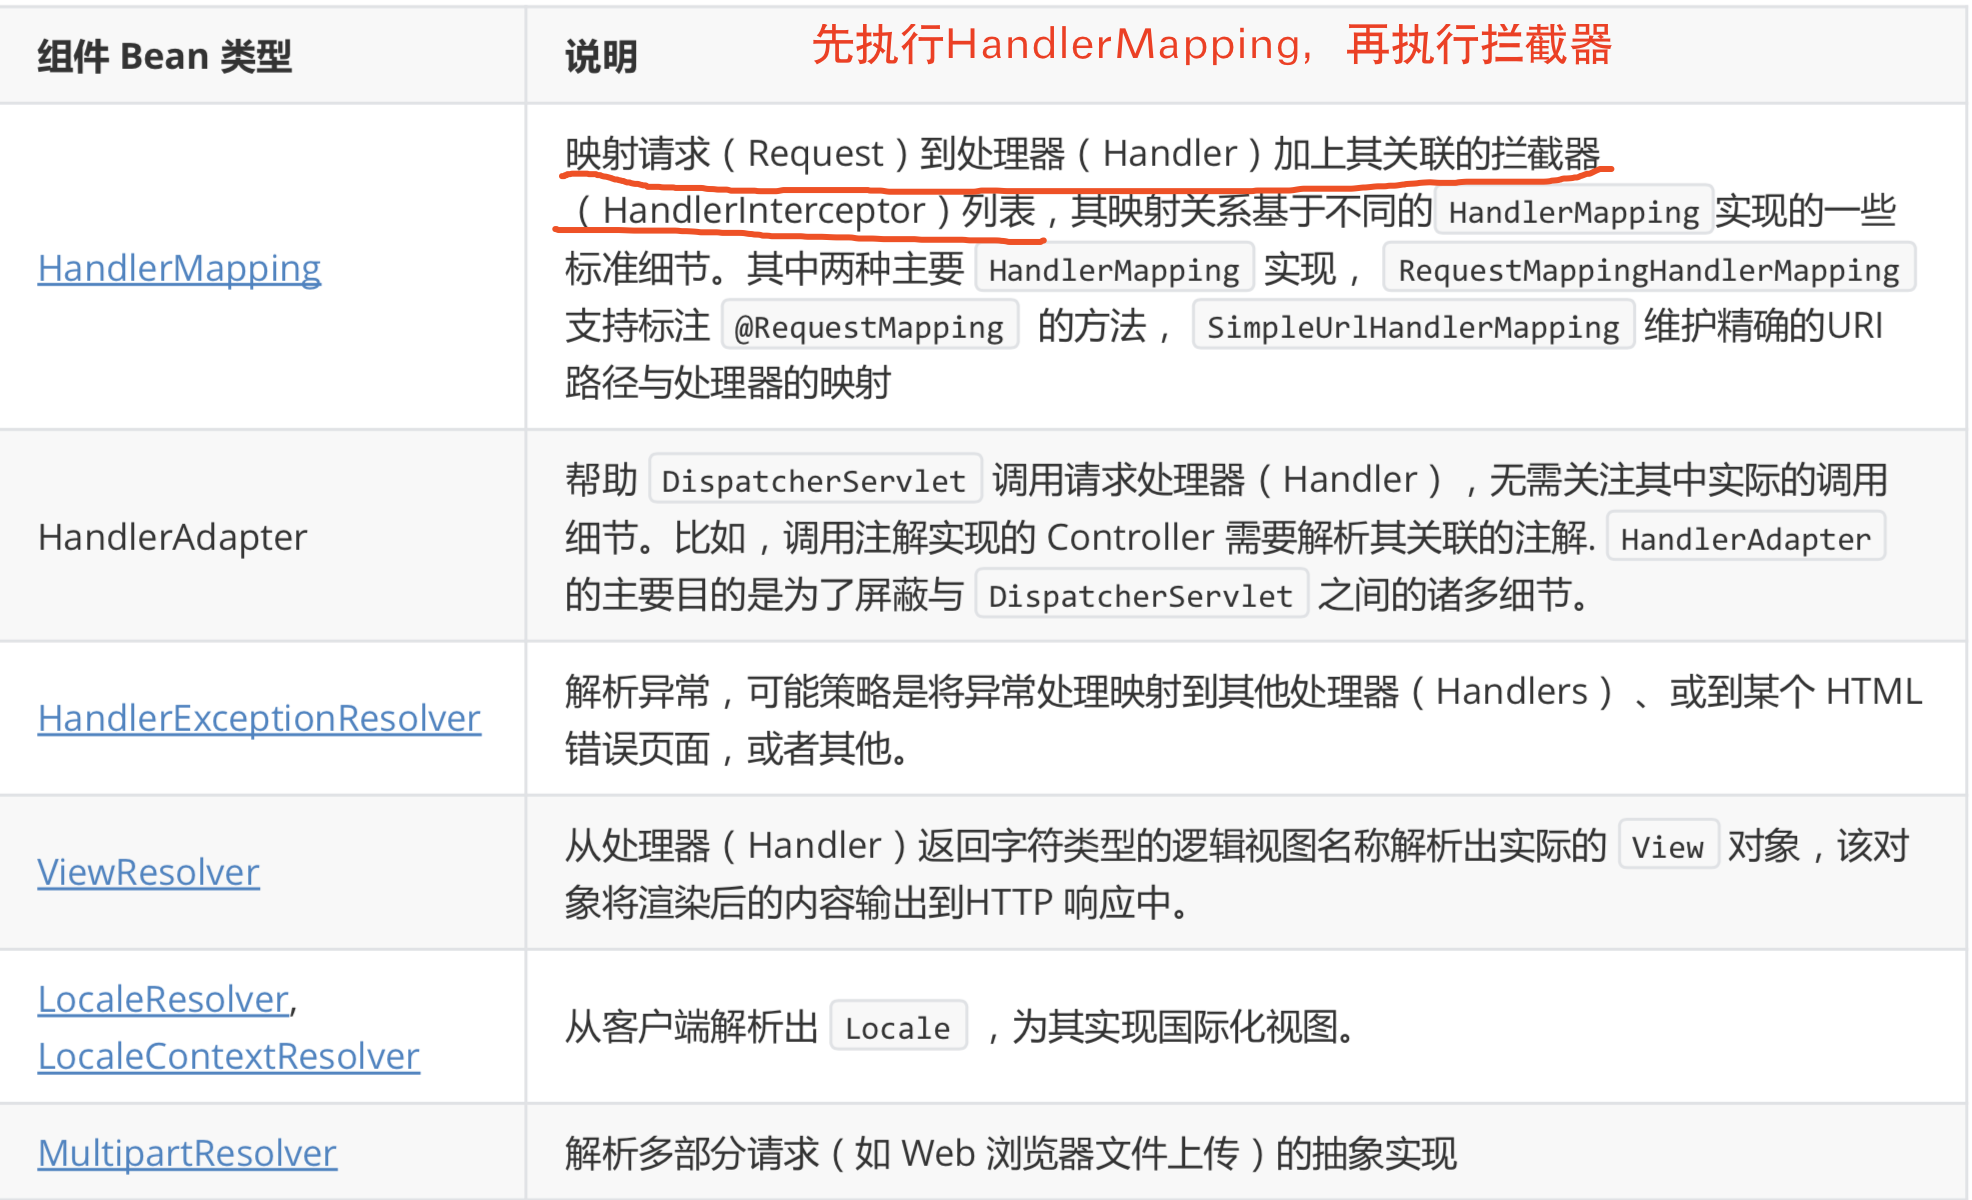 组件 Bean 类型
说明
先执行HandlerMapping，再执行拦截器
HandlerMapping
映射请求（Request）到处理器（Handler）加上其关联的拦截器
（HandlerInterceptor）列表，其映射关系基于不同的 HandlerMapping 实现的一些
标准细节。其中两种主要 HandlerMapping 实现， RequestMappingHandlerMapping
支持标注 @RequestMapping 的方法， SimpleUrlHandlerMapping 维护精确的URI
路径与处理器的映射
HandlerAdapter
帮助 DispatcherServlet 调用请求处理器（Handler），无需关注其中实际的调用
细节。比如，调用注解实现的 Controller 需要解析其关联的注解. HandlerAdapter
的主要目的是为了屏蔽与 DispatcherServlet 之间的诸多细节。
HandlerExceptionResolver
解析异常，可能策略是将异常处理映射到其他处理器（Handlers）、或到某个 HTML
错误页面，或者其他。
ViewResolver
从处理器（Handler）返回字符类型的逻辑视图名称解析出实际的 View 对象，该对
象将渲染后的内容输出到HTTP 响应中。
LocaleResolver,
LocaleContextResolver
从客户端解析出 Locale ，为其实现国际化视图。
MultipartResolver
解析多部分请求（如 Web 浏览器文件上传）的抽象实现